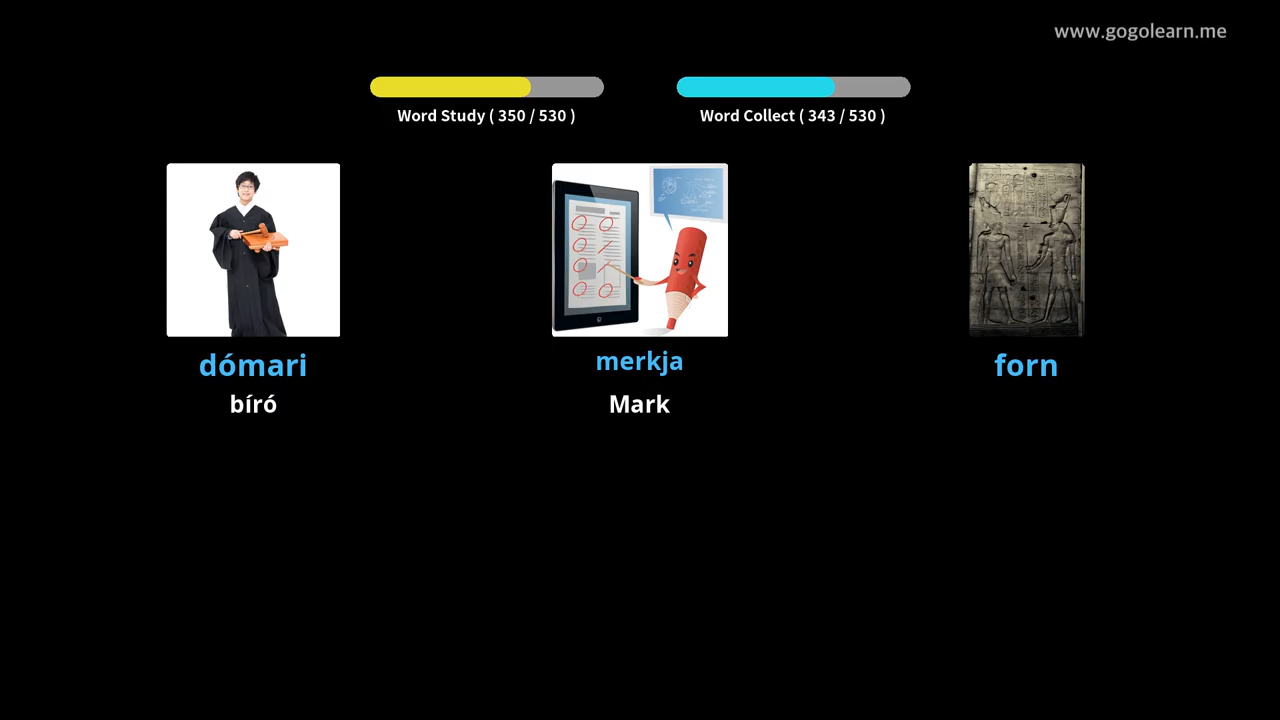 www.gogolearn.me
Word Study ( 350 / 530 )
Word Collect ( 343 / 530 )
dómari
bíró
merkja
Mark
forn